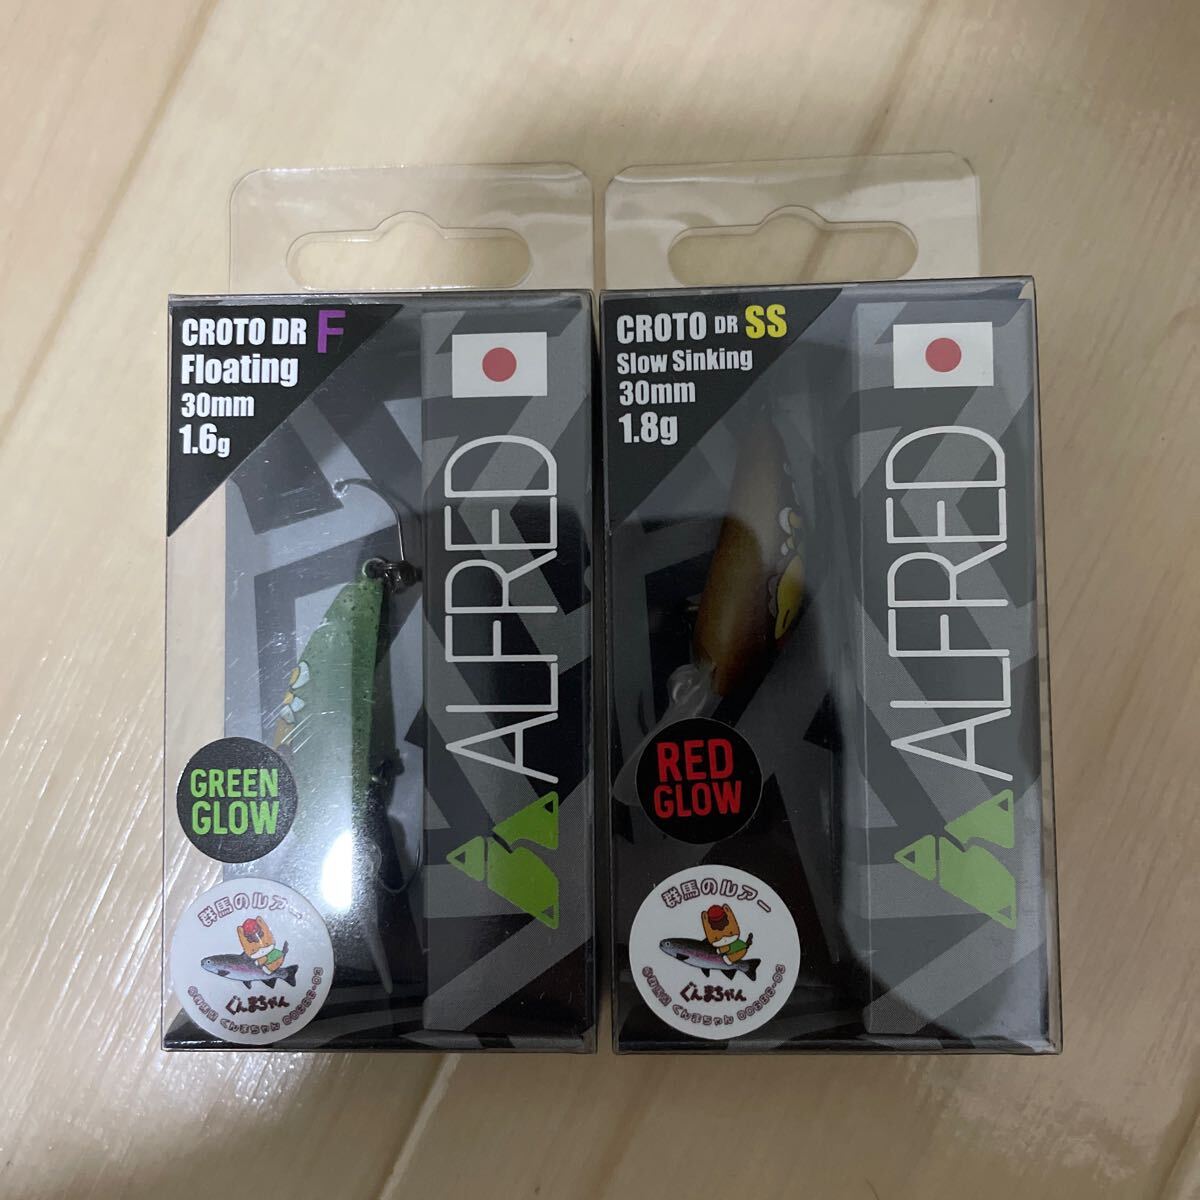 CROTO DR F
Floating
30mm
1.6g
ALFRED
GREEN
GLOW
群馬のルアー
ぐんまちゃん
CROTO DR SS
Slow Sinking
30mm
1.8g
ALFRED
RED
GLOW
群馬のルアー
ぐんまちゃん